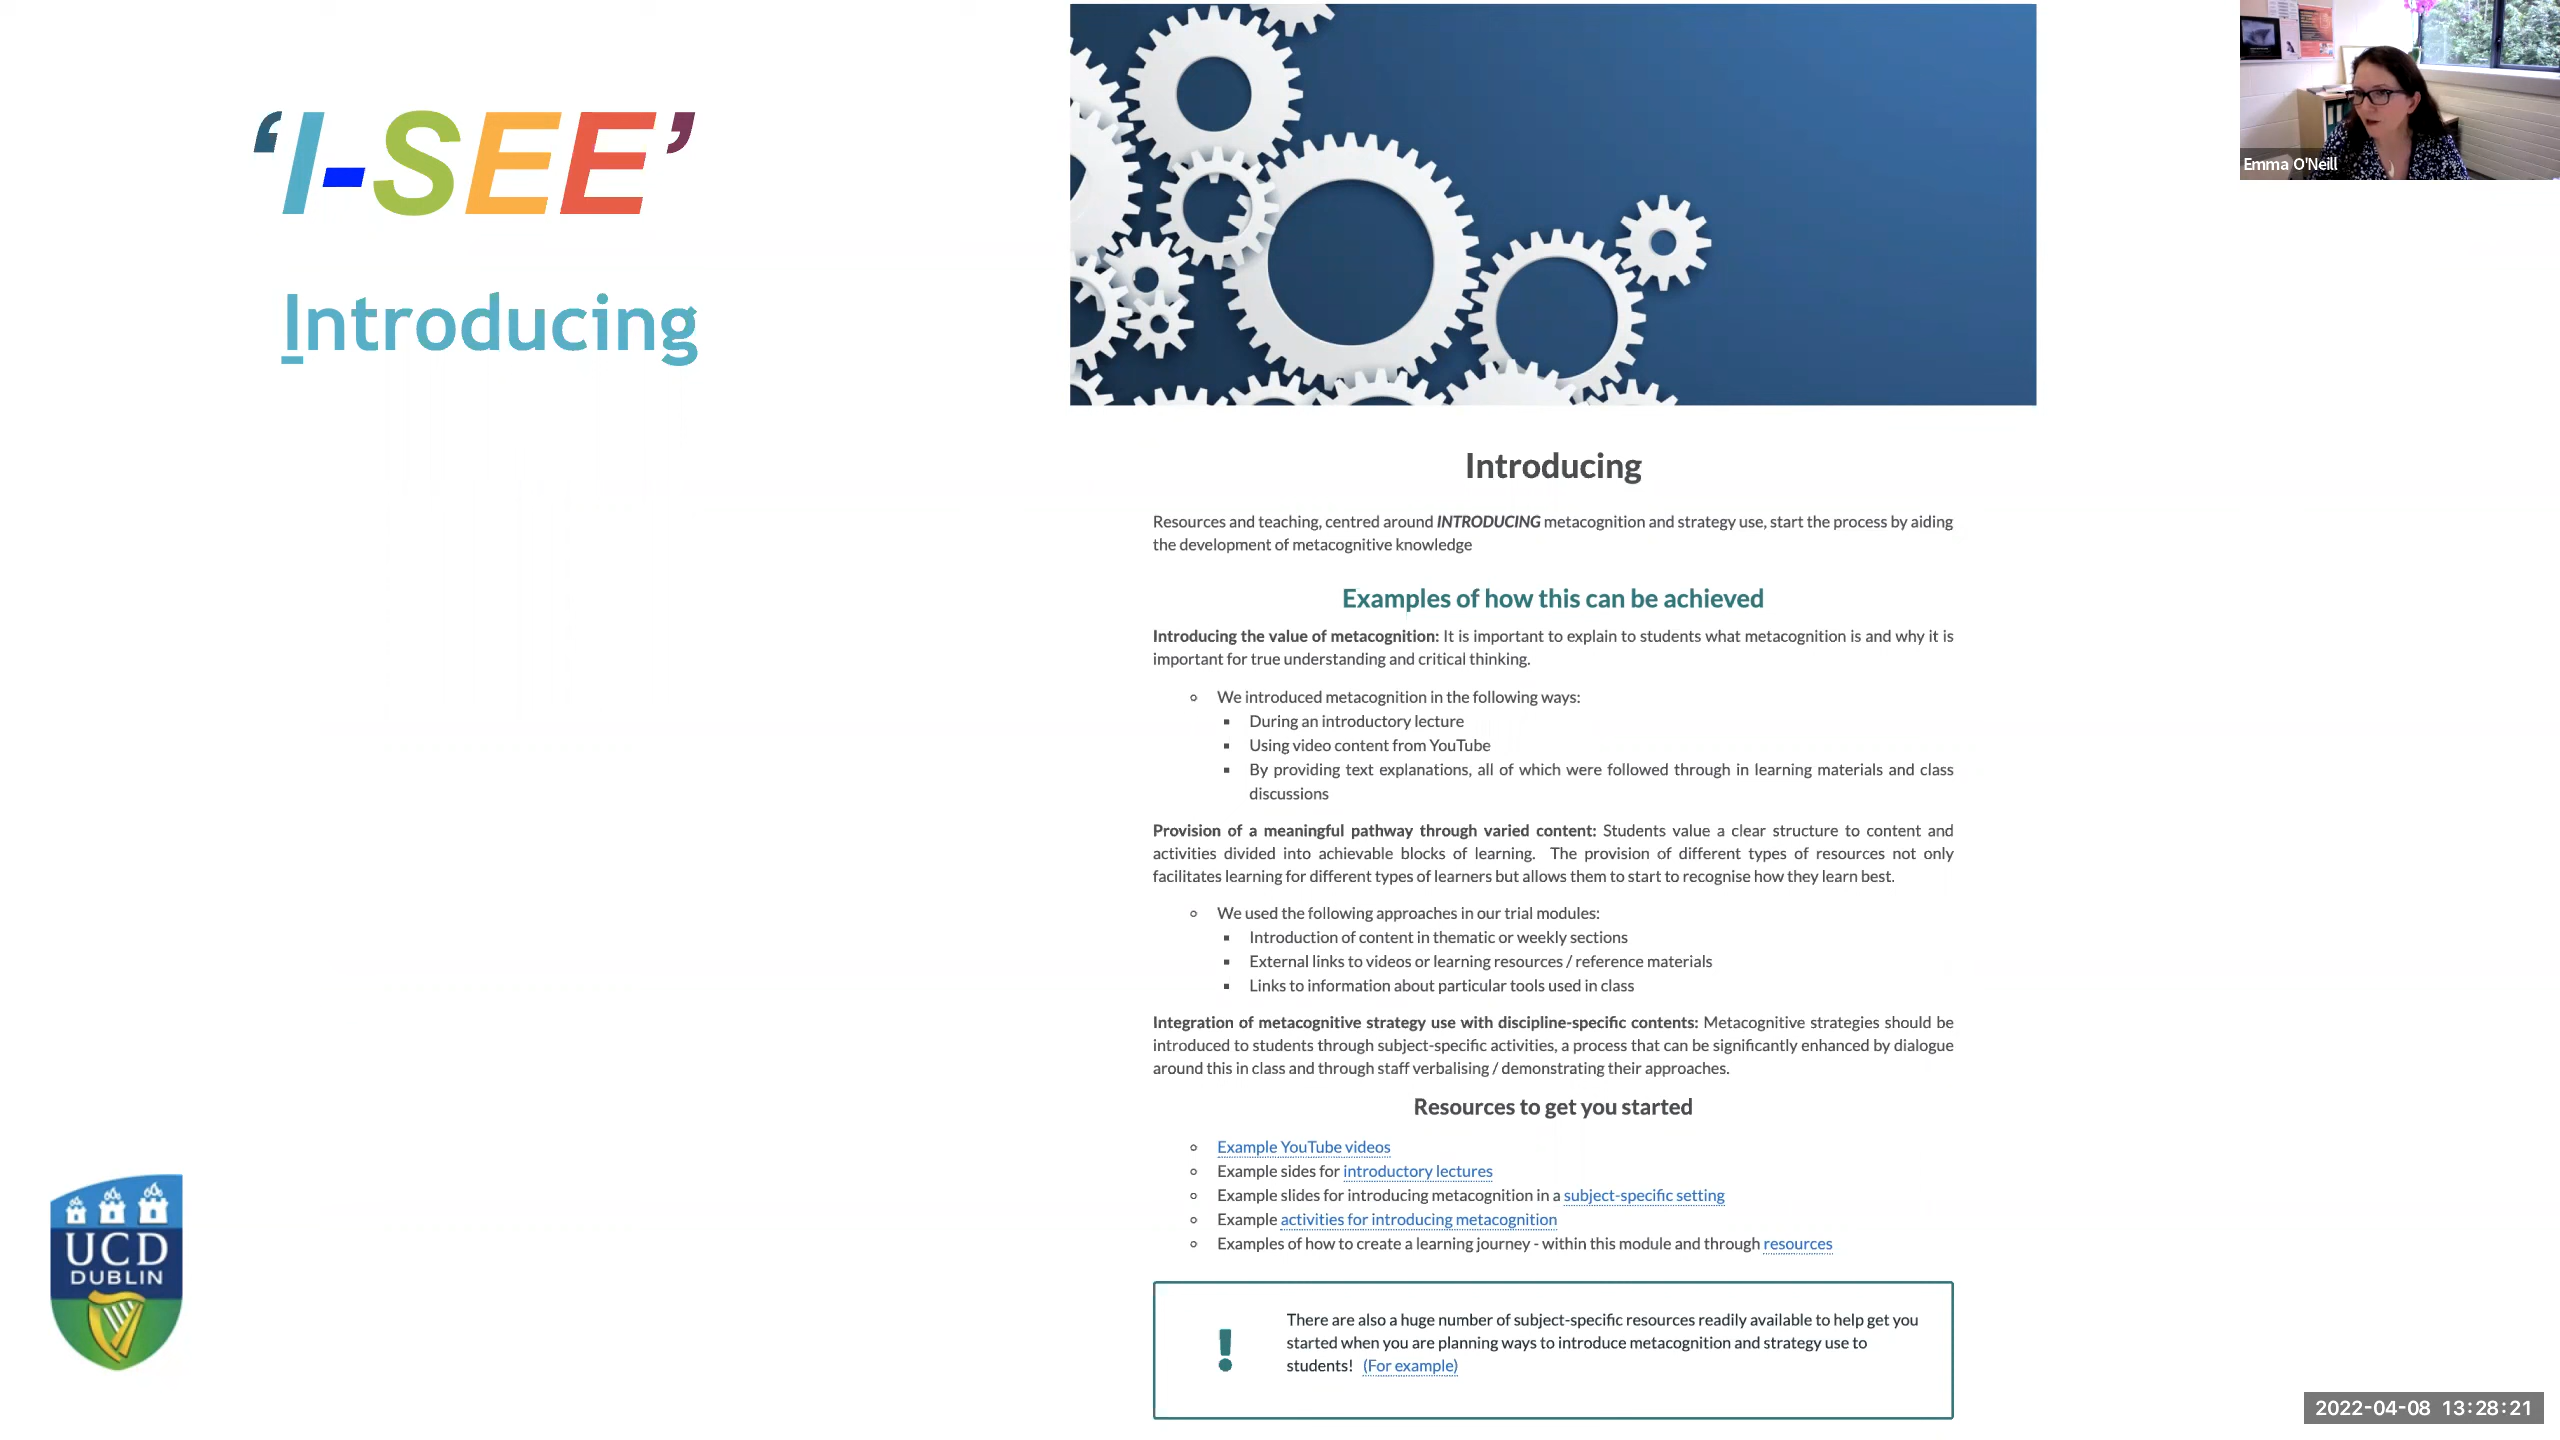 ‘I-SEE’
Introducing
Emma O'Neill
Introducing
Resources and teaching, centred around INTRODUCING metacognition and strategy use, start the process by aiding
the development of metacognitive knowledge
Examples of how this can be achieved
Introducing the value of metacognition: It is important to explain to students what metacognition is and why it is
important for true understanding and critical thinking.
We introduced metacognition in the following ways:
During an introductory lecture
Using video content from YouTube
By providing text explanations, all of which were followed through in learning materials and class
discussions
Provision of a meaningful pathway through varied content: Students value a clear structure to content and
activities divided into achievable blocks of learning. The provision of different types of resources not only
facilitates learning for different types of learners but allows them to start to recognise how they learn best.
We used the following approaches in our trial modules:
Introduction of content in thematic or weekly sections
External links to videos or learning resources / reference materials
Links to information about particular tools used in class
Integration of metacognitive strategy use with discipline-specific contents: Metacognitive strategies should be
introduced to students through subject-specific activities, a process that can be significantly enhanced by dialogue
around this in class and through staff verbalising / demonstrating their approaches.
Resources to get you started
Example YouTube videos
Example sides for introductory lectures
Example slides for introducing metacognition in a subject-specific setting
Example activities for introducing metacognition
Examples of how to create a learning journey - within this module and through resources
!
There are also a huge number of subject-specific resources readily available to help get you
started when you are planning ways to introduce metacognition and strategy use to
students! (For example)
UCD
DUBLIN
2022-04-08 13:28:21